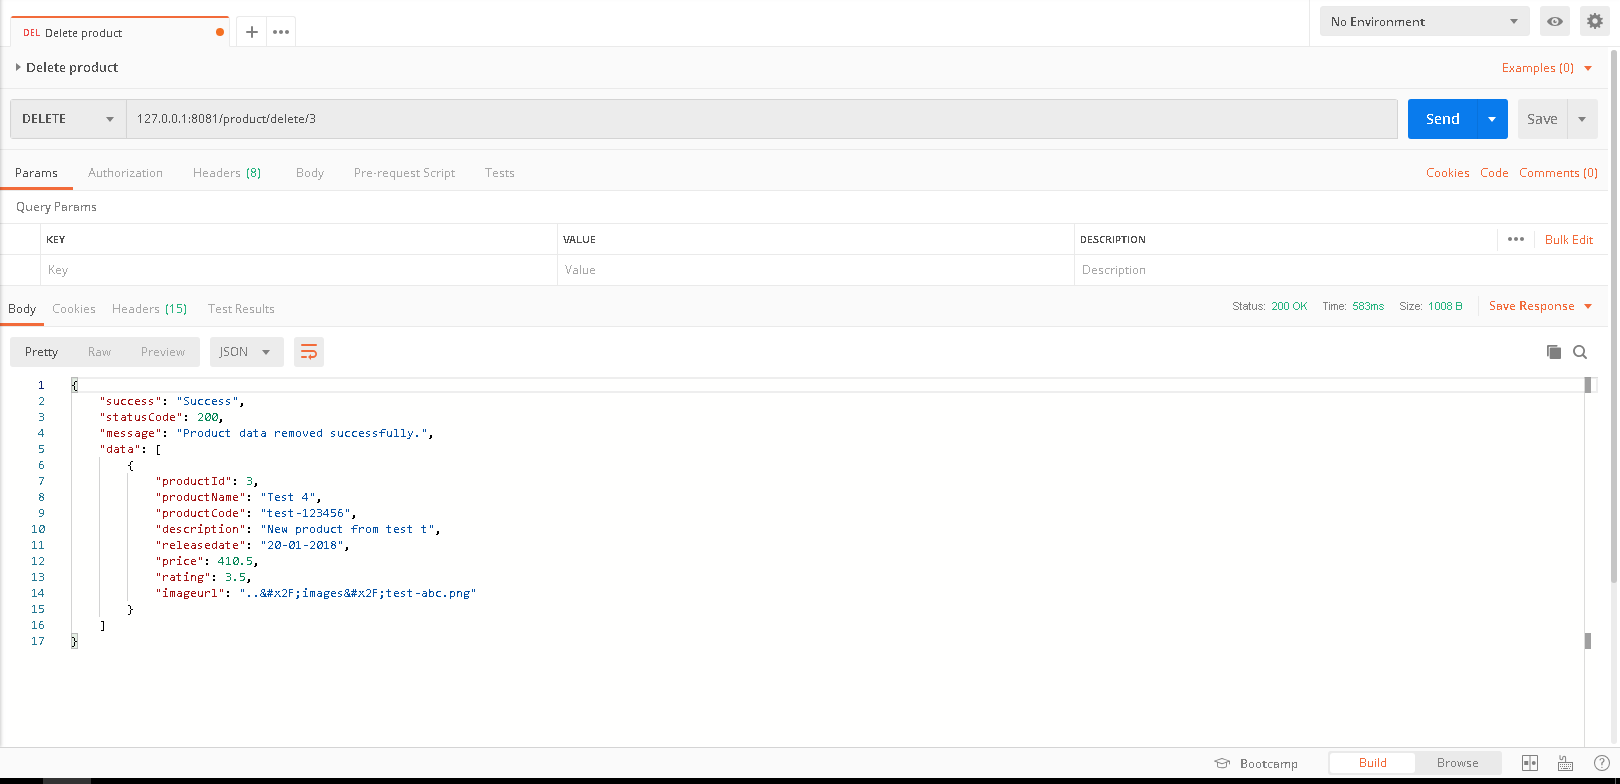 DEL Delete product
No Environment
Delete product
Examples (0)
DELETE 127.0.0.1:8081/product/delete/3 Send Save
Params Authorization Headers (8) Body Pre-request Script Tests Cookies Code Comments (0)
Query Params
KEY VALUE DESCRIPTION Bulk Edit
Key Value Description
Body Cookies Headers (15) Test Results Status: 200 OK Time: 583ms Size: 1008 B Save Response
Pretty Raw Preview JSON
1 {
2 "success": "Success",
3 "statusCode": 200,
4 "message": "Product data removed successfully.",
5 "data": [
6 {
7 "productId": 3,
8 "productName": "Test 4",
9 "productCode": "test-123456",
10 "description": "New product from test t",
11 "releasedate": "20-01-2018",
12 "price": 410.5,
13 "rating": 3.5,
14 "imageurl": "..&#x2F;images&#x2F;test-abc.png"
15 }
16 ]
17 }
Bootcamp Build Browse